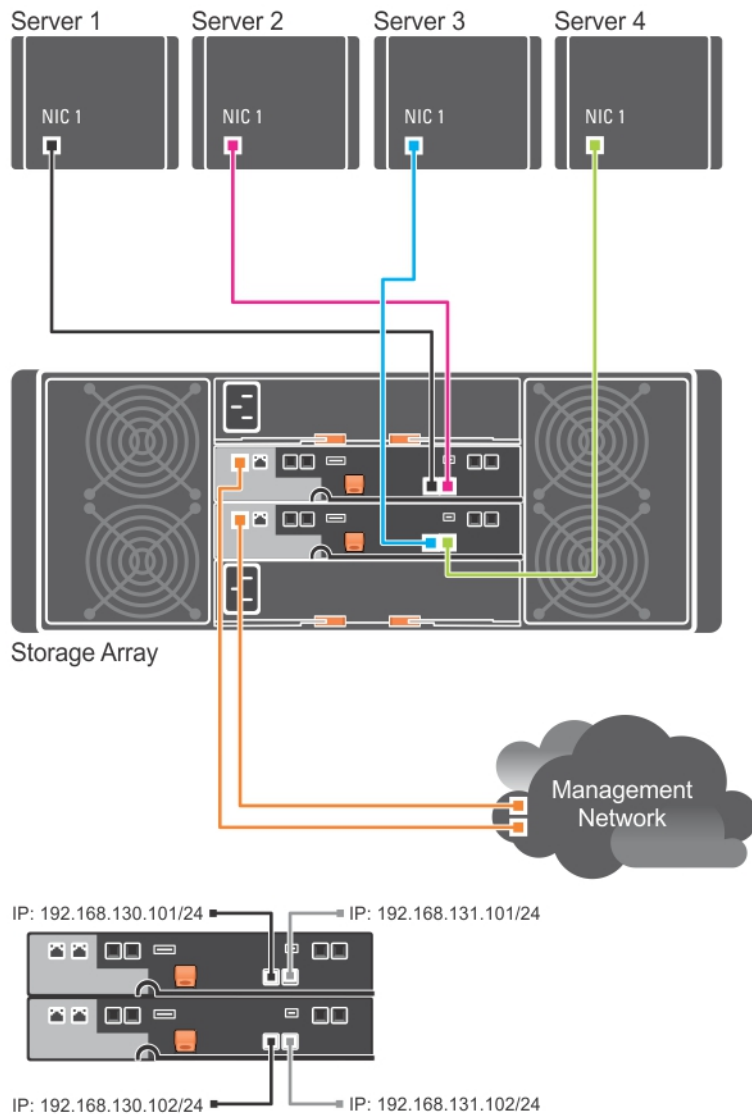 Server 1 Server 2 Server 3 Server 4
NIC 1 NIC 1 NIC 1 NIC 1
Storage Array
Management
Network
IP: 192.168.130.101/24 IP: 192.168.131.101/24
IP: 192.168.130.102/24 IP: 192.168.131.102/24